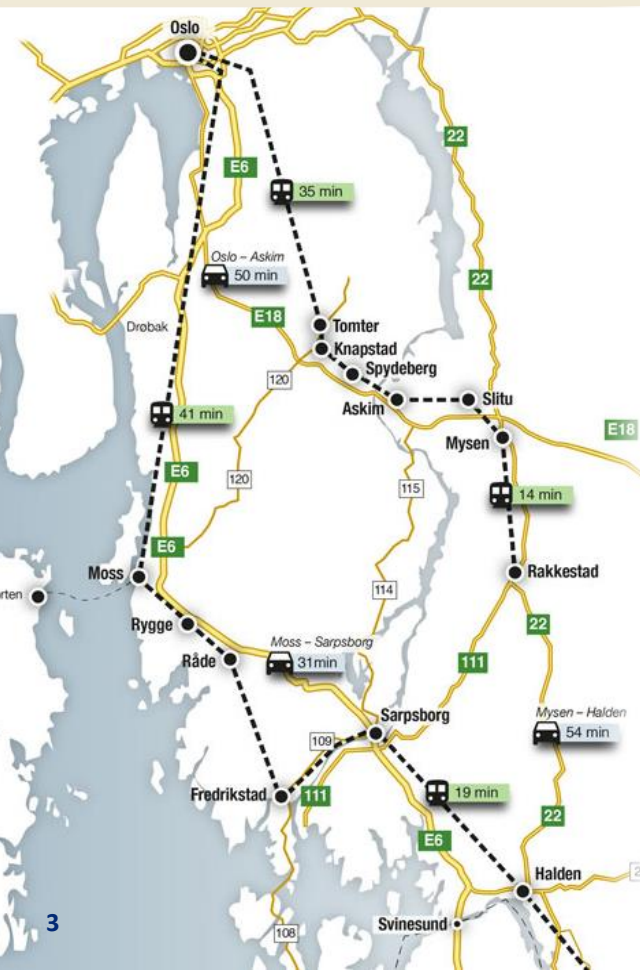 Oslo
22
E6
35 min
Oslo – Askim
50 min
22
E18
Tomter
Drøbak
Knapstad
Spydeberg
120
Askim
Slitu
41 min
E18
Mysen
E6
120
115
14 min
E6
Moss
Rakkestad
114
rten
Rygge
22
Moss – Sarpsborg
Råde
31min
111
Sarpsborg
Mysen – Halden
109
54 min
Fredrikstad
111
19 min
22
E6
Halden
2
3
Svinesund
108